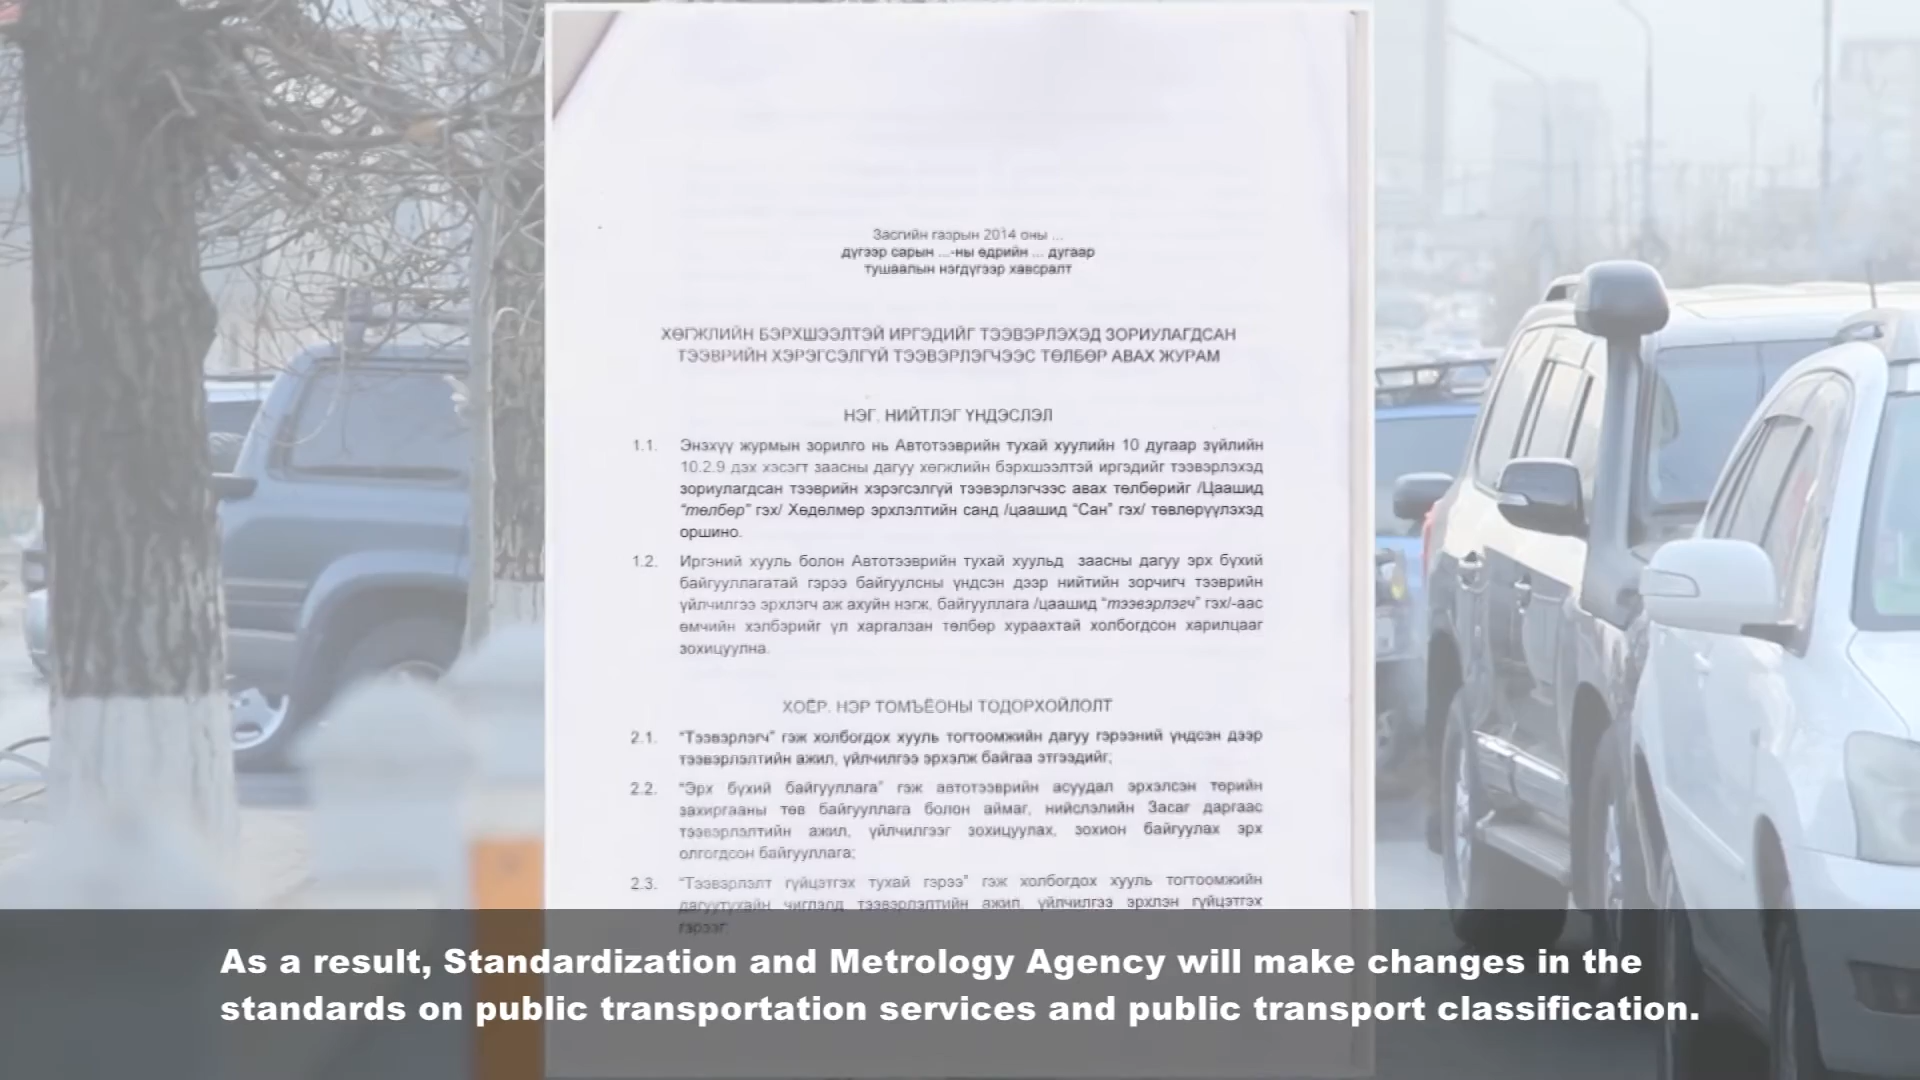 Засгийн газрын 2014 оны ...
дүгээр сарын ...-ны өдрийн ... дугаар
тушаалын нэгдүгээр хавсралт
ХӨГЖЛИЙН БЭРХШЭЭЛТЭЙ ИРГЭДИЙГ ТЭЭВЭРЛЭХЭД ЗОРИУЛАГДСАН
ТЭЭВРИЙН ХЭРЭГСЭЛГҮЙ ТЭЭВЭРЛЭГЧЭЭС ТӨЛБӨР АВАХ ЖУРАМ
НЭГ. НИЙТЛЭГ ҮНДЭСЛЭЛ
1.1. Энэхүү журмын зорилго нь Автотээврийн тухай хуулийн 10 дугаар зүйлийн
10.2.9 дэх хэсэгт заасны дагуу хөгжлийн бэрхшээлтэй иргэдийг тээвэрлэхэд
зориулагдсан тээврийн хэрэгсэлгүй тээвэрлэгчээс авах төлбөрийг /Цаашид
“төлбөр” гэх/ Хөдөлмөр эрхлэлтийн санд /цаашид “Сан” гэх/ төвлөрүүлэхэд
оршино.
1.2. Иргэний хууль болон Автотээврийн тухай хуульд заасны дагуу эрх бүхий
байгууллагатай гэрээ байгуулсны үндсэн дээр нийтийн зорчигч тээврийн
үйлчилгээ эрхлэгч аж ахуйн нэгж, байгууллага /цаашид “тээвэрлэгч” гэх/-аас
өмчийн хэлбэрийг үл харгалзан төлбөр хураахтай холбогдсон харилцааг
зохицуулна.
ХОЁР. НЭР ТОМЪЁОНЫ ТОДОРХОЙЛОЛТ
2.1. “Тээвэрлэгч” гэж холбогдох хууль тогтоомжийн дагуу гэрээний үндсэн дээр
тээвэрлэлтийн ажил, үйлчилгээ эрхэлж байгаа этгээдийг;
2.2. “Эрх бүхий байгууллага” гэж автотээврийн асуудал эрхэлсэн төрийн
захиргааны төв байгууллага болон аймаг, нийслэлийн Засаг даргаас
тээвэрлэлтийн ажил, үйлчилгээг зохицуулах, зохион байгуулах эрх
олгогдсон байгууллага;
2.3. “Тээвэрлэлт гүйцэтгэх тухай гэрээ” гэж холбогдох хууль тогтоомжийн
дагуутухайн чиглэлд тээвэрлэлтийн ажил, үйлчилгээ эрхлэн гүйцэтгэх
гэрээг;
As a result, Standardization and Metrology Agency will make changes in the
standards on public transportation services and public transport classification.